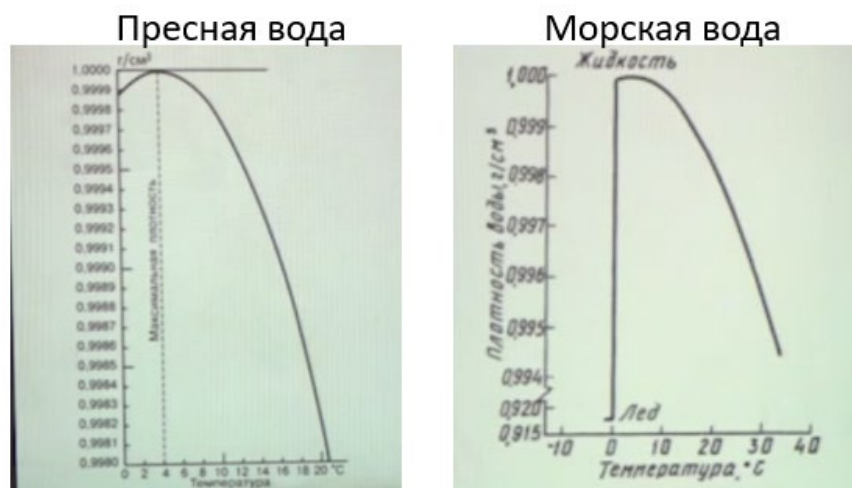 Пресная вода
Морская вода
г/см³
1,0000
0,9999
0,9998
0,9997
0,9996
0,9995
0,9994
0,9993
0,9992
0,9991
0,9990
0,9989
0,9988
0,9987
0,9986
0,9985
0,9984
0,9983
0,9982
0,9981
0,9980
Максимальная плотность
0 2 4 6 8 10 12 14 16 18 20 °C
Температура
Жидкость
1,000
0,999
0,998
0,997
0,996
0,995
0,994
0,920
0,915
Плотность воды, г/см³
Лед
-10 0 10 20 30 40
Температура, °C